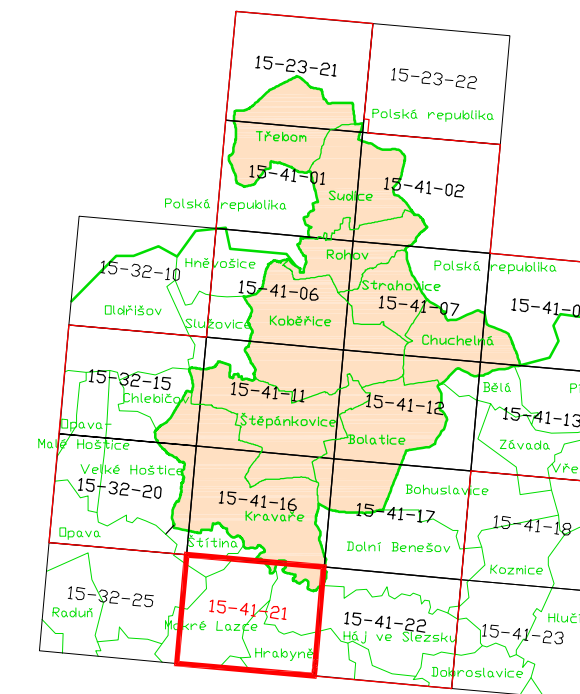 15-23-21
15-23-22
Polská republika
Třebom
15-41-01
15-41-02
Sudice
Polská republika
Rohov
Hněvošice
Polská republika
15-32-10
15-41-06
Strahovice
15-41-07
15-41-0
Oldřišov
Služovice
Kobeřice
Chuchelná
15-32-15
Chlebičov
15-41-11
15-41-12
Bělá
15-41-13
Opava-
Štěpánkovice
Malé Hoštice
Bolatice
Závada
Velké Hoštice
Vře
15-32-20
Bohuslavice
15-41-16
Kravaře
15-41-17
15-41-18
Opava
Štítina
Dolní Benešov
Kozmice
15-32-25
15-41-21
Raduň
Mokré Lazce
15-41-22
Hlučí
Háj ve Slezsku
15-41-23
Hrabyně
Dobroslavice